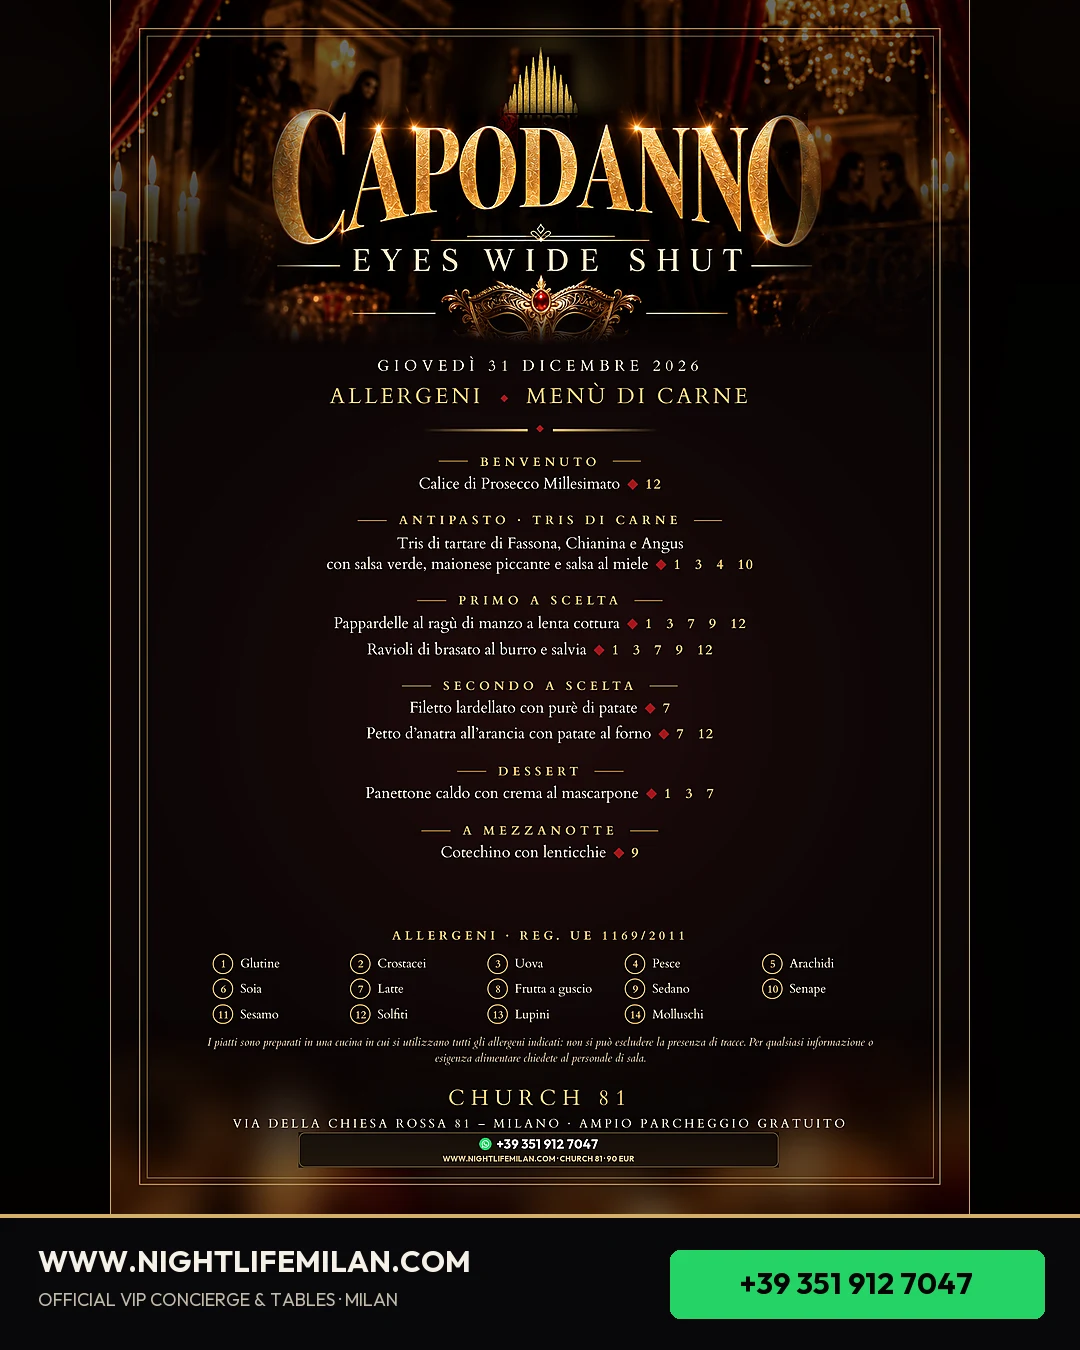 CAPODANNO
EYES WIDE SHUT
GIOVEDÌ 31 DICEMBRE 2026
ALLERGENI ◆ MENÙ DI CARNE
BENVENUTO
Calice di Prosecco Millesimato ◆ 12
ANTIPASTO · TRIS DI CARNE
Tris di tartare di Fassona, Chianina e Angus
con salsa verde, maionese piccante e salsa al miele ◆ 1 3 4 10
PRIMO A SCELTA
Pappardelle al ragù di manzo a lenta cottura ◆ 1 3 7 9 12
Ravioli di brasato al burro e salvia ◆ 1 3 7 9 12
SECONDO A SCELTA
Filetto lardellato con purè di patate ◆ 7
Petto d'anatra all'arancia con patate al forno ◆ 7 12
DESSERT
Panettone caldo con crema al mascarpone ◆ 1 3 7
A MEZZANOTTE
Cotechino con lenticchie ◆ 9
ALLERGENI · REG. UE 1169/2011
1 Glutine 2 Crostacei 3 Uova 4 Pesce 5 Arachidi
6 Soia 7 Latte 8 Frutta a guscio 9 Sedano 10 Senape
11 Sesamo 12 Solfiti 13 Lupini 14 Molluschi
I piatti sono preparati in una cucina in cui si utilizzano tutti gli allergeni indicati: non si può escludere la presenza di tracce. Per qualsiasi informazione o
esigenza alimentare chiedete al personale di sala.
CHURCH 81
VIA DELLA CHIESA ROSSA 81 – MILANO · AMPIO PARCHEGGIO GRATUITO
+39 351 912 7047
WWW.NIGHTLIFEMILAN.COM · CHURCH 81 · 90 EUR
WWW.NIGHTLIFEMILAN.COM
OFFICIAL VIP CONCIERGE & TABLES · MILAN
+39 351 912 7047